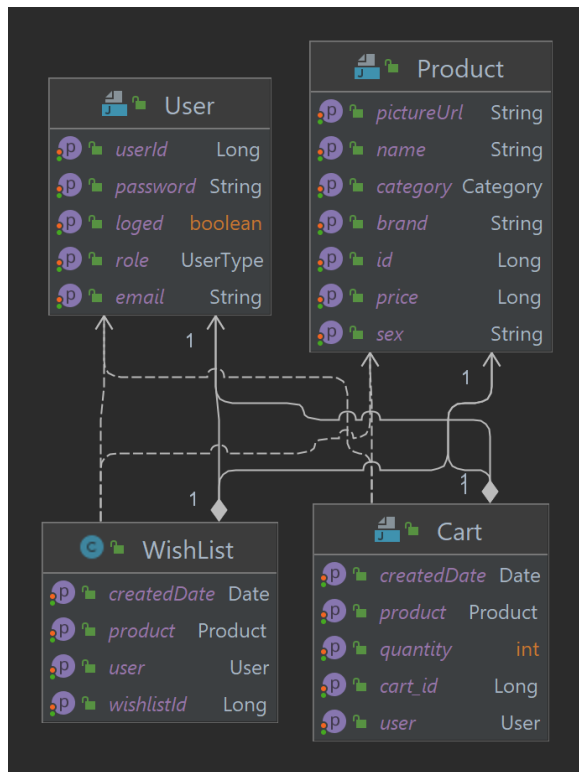 User
userId Long
password String
loged boolean
role UserType
email String
Product
pictureUrl String
name String
category Category
brand String
id Long
price Long
sex String
1
1
1
1
WishList
createdDate Date
product Product
user User
wishlistId Long
Cart
createdDate Date
product Product
quantity int
cart_id Long
user User